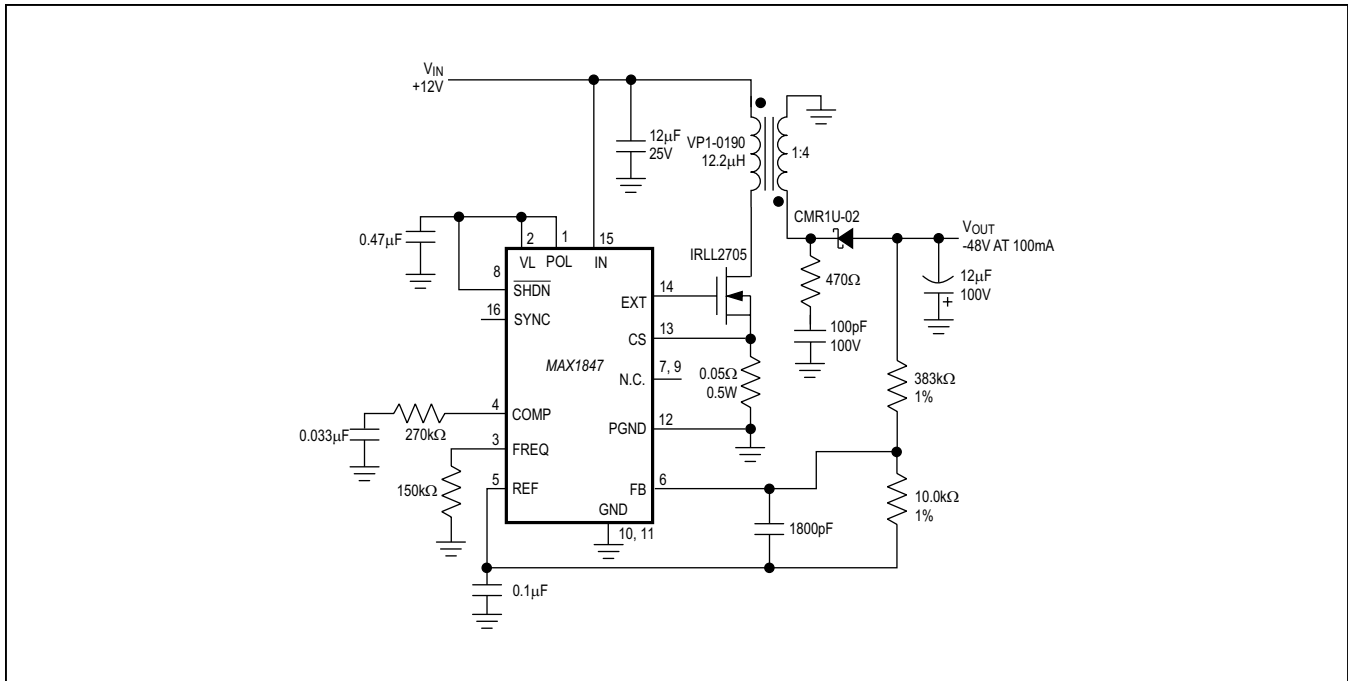 VIN
+12V
12µF
25V
VP1-0190
12.2µH
1:4
CMR1U-02
VOUT
-48V AT 100mA
12µF
100V
+
470Ω
100pF
100V
IRLL2705
0.47µF
2
1
15
VL
POL
IN
8
SHDN
16
SYNC
EXT
14
CS
13
MAX1847
N.C.
7, 9
0.05Ω
0.5W
383kΩ
1%
4
COMP
PGND
12
0.033µF
270kΩ
3
FREQ
150kΩ
5
REF
FB
6
10.0kΩ
1%
GND
10, 11
1800pF
0.1µF